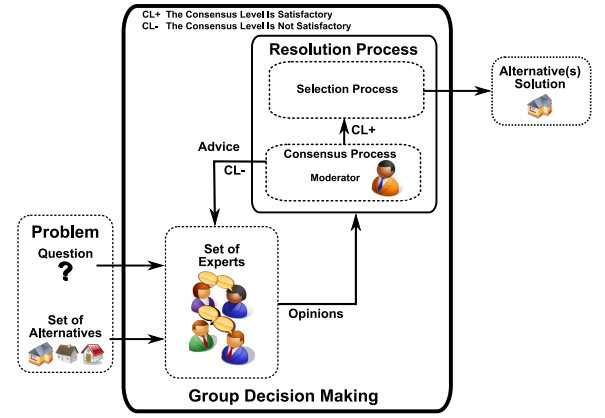 CL+ The Consensus Level Is Satisfactory
CL- The Consensus Level Is Not Satisfactory
Resolution Process
Selection Process
CL+
Consensus Process
Moderator
Alternative(s)
Solution
Advice
CL-
Problem
Question
?
Set of
Alternatives
Set of
Experts
Opinions
Group Decision Making